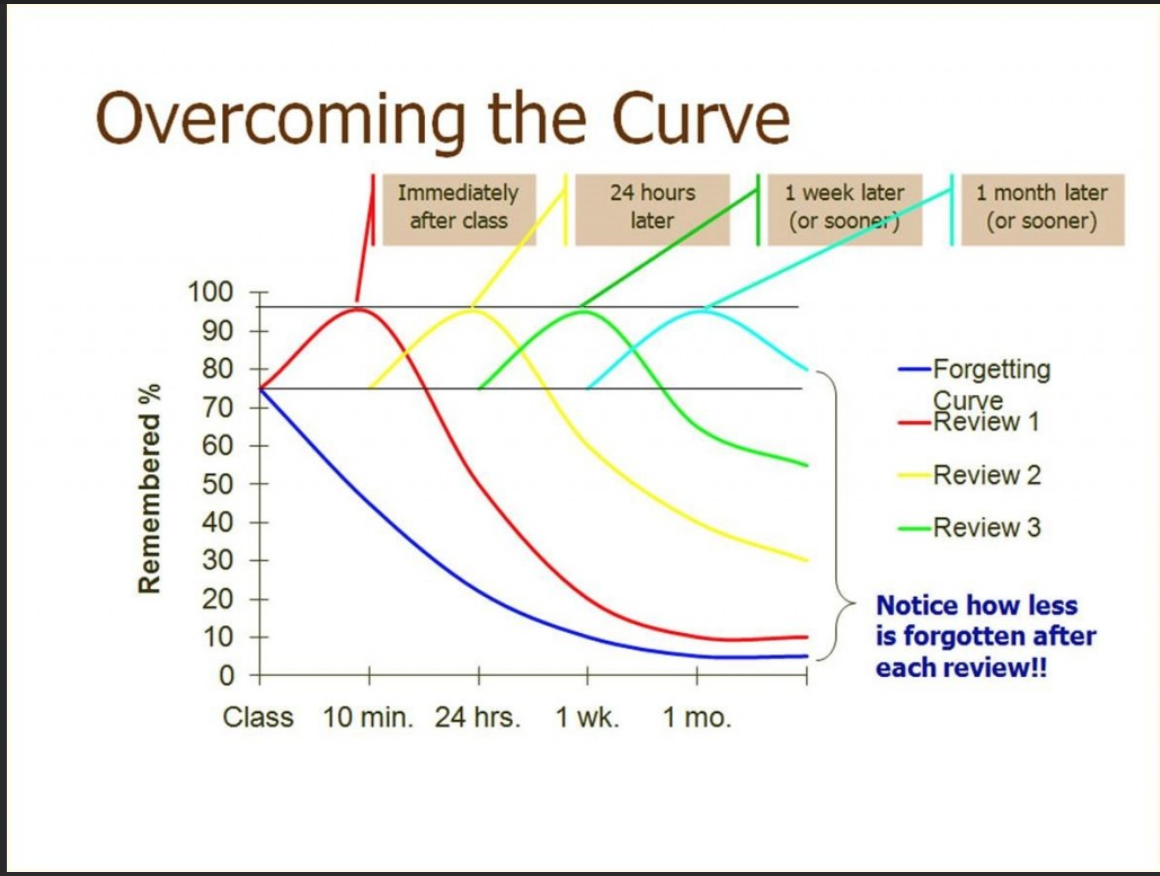 Overcoming the Curve
Immediately
after class
24 hours
later
1 week later
(or sooner)
1 month later
(or sooner)
Remembered %
100
90
80
70
60
50
40
30
20
10
0
Class 10 min. 24 hrs. 1 wk. 1 mo.
Forgetting
Curve
Review 1
Review 2
Review 3
Notice how less
is forgotten after
each review!!